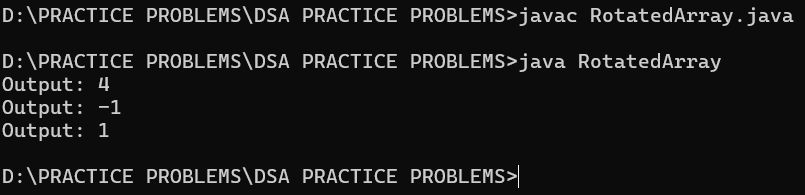 D:\PRACTICE PROBLEMS\DSA PRACTICE PROBLEMS>javac RotatedArray.java
D:\PRACTICE PROBLEMS\DSA PRACTICE PROBLEMS>java RotatedArray
Output: 4
Output: -1
Output: 1
D:\PRACTICE PROBLEMS\DSA PRACTICE PROBLEMS>